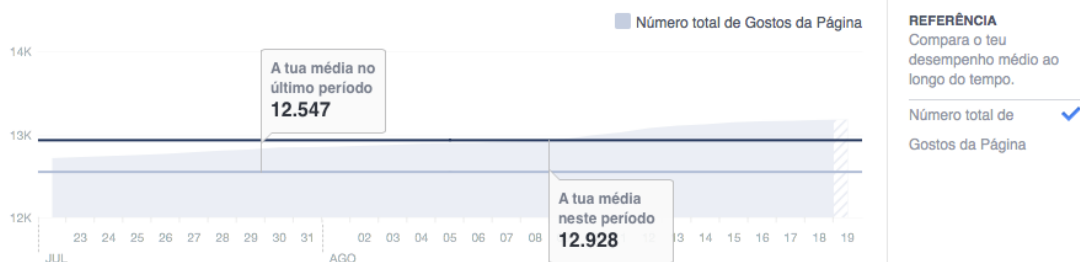 Número total de Gostos da Página
14K
13K
12K
A tua média no
último período
12.547
A tua média
neste período
12.928
23 24 25 26 27 28 29 30 31 02 03 04 05 06 07 08 12 13 14 15 16 17 18 19
JUL
AGO
REFERÊNCIA
Compara o teu
desempenho médio ao
longo do tempo.
Número total de
Gostos da Página